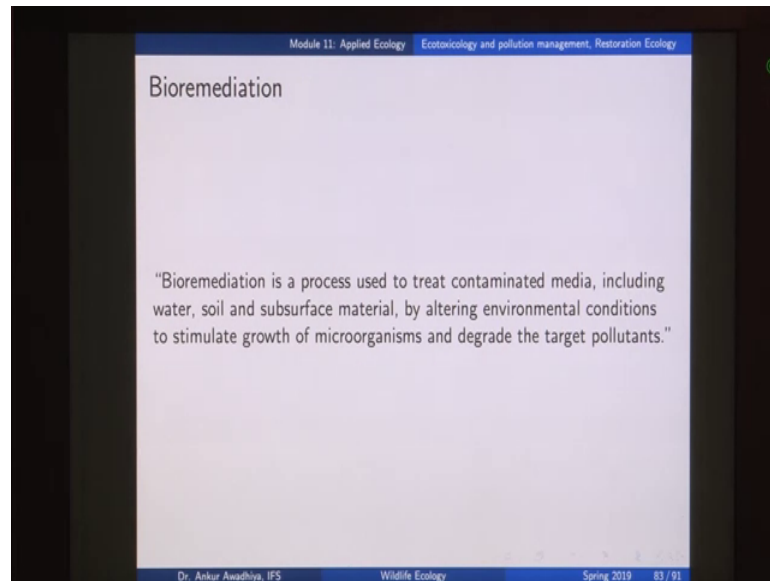 Module 11: Applied Ecology Ecotoxicology and pollution management, Restoration Ecology
Bioremediation
“Bioremediation is a process used to treat contaminated media, including
water, soil and subsurface material, by altering environmental conditions
to stimulate growth of microorganisms and degrade the target pollutants.”
Dr. Ankur Awadhiya, IFS Wildlife Ecology Spring 2019 83 / 91